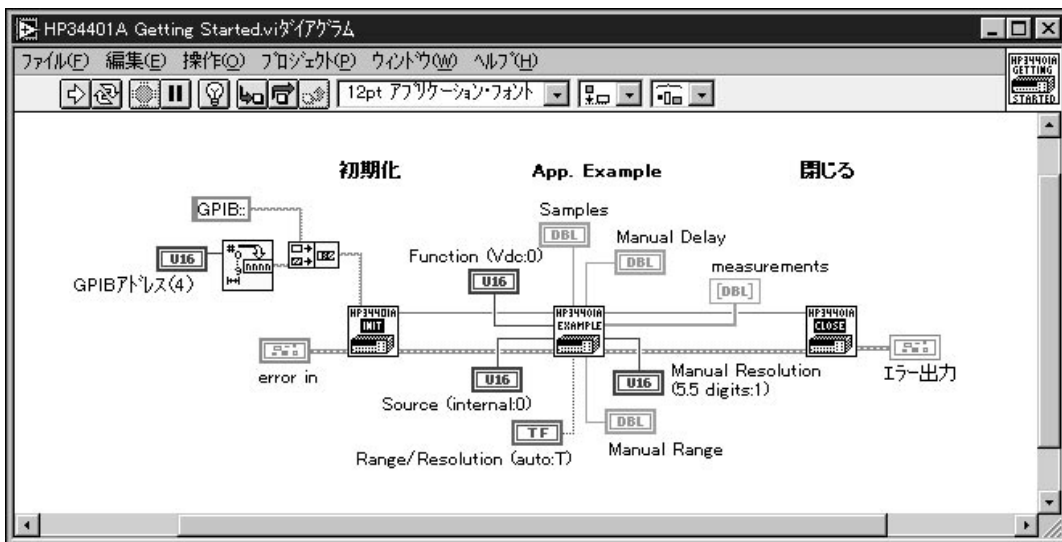 HP34401A Getting Started.viﾀﾞｲｱｸﾞﾗﾑ
ﾌｧｲﾙ(F) 編集(E) 操作(O) ﾌﾟﾛｼﾞｪｸﾄ(P) ｳｨﾝﾄﾞｳ(W) ﾍﾙﾌﾟ(H)
HP34401A
GETTING
STARTED
12pt ｱﾌﾟﾘｹｰｼｮﾝ・ﾌｫﾝﾄ
初期化 App. Example 閉じる
GPIB::
Samples
DBL
Manual Delay
DBL
Function (Vdc:0)
U16
measurements
[DBL]
U16
GPIBｱﾄﾞﾚｽ(4)
HP34401A
INIT
HP34401A
EXAMPLE
HP34401A
CLOSE
error in
エラー出力
U16
Source (internal:0)
U16
Manual Resolution
(5.5 digits:1)
TF
Range/Resolution (auto:T)
DBL
Manual Range